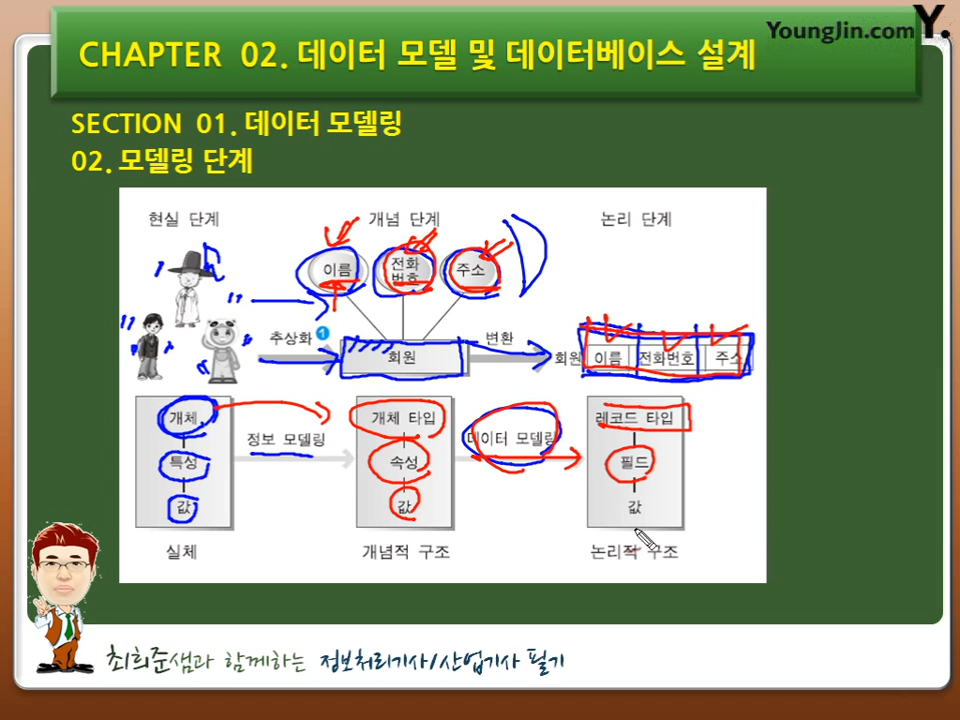 YoungJin.com Y.
CHAPTER 02. 데이터 모델 및 데이터베이스 설계
SECTION 01. 데이터 모델링
02. 모델링 단계
현실 단계
개념 단계
논리 단계
이름
전화
번호
주소
추상화 1
회원
변환
회원 이름 전화번호 주소
개체
특성
값
정보 모델링
개체 타입
속성
값
데이터 모델링
레코드 타입
필드
값
실체
개념적 구조
논리적 구조
최희준샘과 함께하는 정보처리기사/산업기사 필기